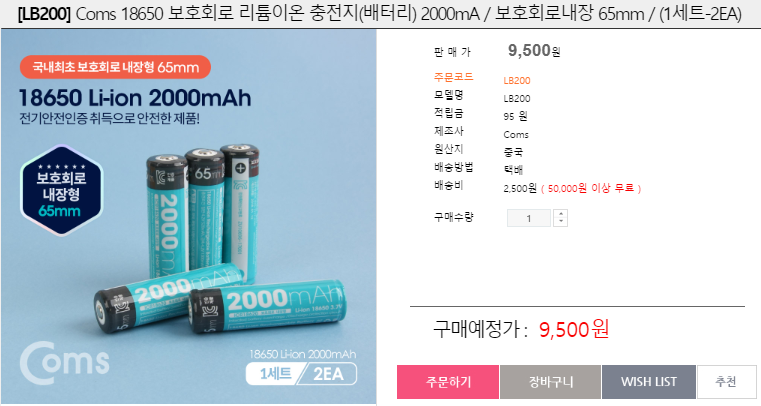 [LB200] Coms 18650 보호회로 리튬이온 충전지(배터리) 2000mA / 보호회로내장 65mm / (1세트-2EA)
국내최초 보호회로 내장형 65mm
18650 Li-ion 2000mAh
전기안전인증 취득으로 안전한 제품!
보호회로
내장형
65mm
2000mAh
65mm
2000mAh
2000mAh
Li-ion 18650
Coms
18650 Li-ion 2000mAh
1세트 2EA
판 매 가 9,500원
주문코드 LB200
모델명 LB200
적립금 95 원
제조사 Coms
원산지 중국
배송방법 택배
배송비 2,500원 ( 50,000원 이상 무료 )
구매수량 1
구매예정가 : 9,500원
주문하기 장바구니 WISH LIST 추천